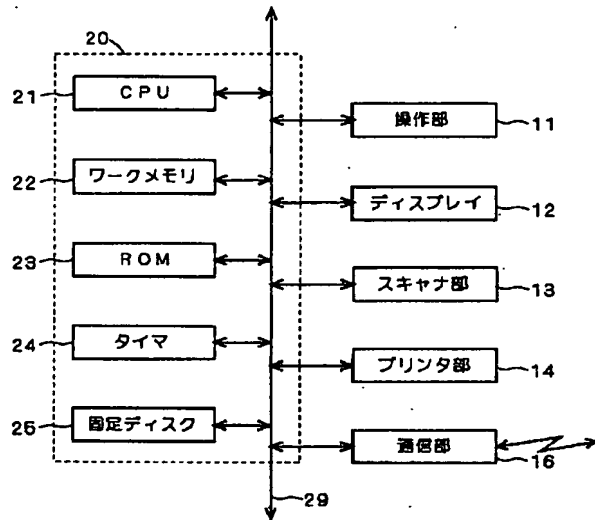 20
21
CPU
22
ワークメモリ
23
ROM
24
タイマ
25
固定ディスク
操作部
11
ディスプレイ
12
スキャナ部
13
プリンタ部
14
通信部
16
29